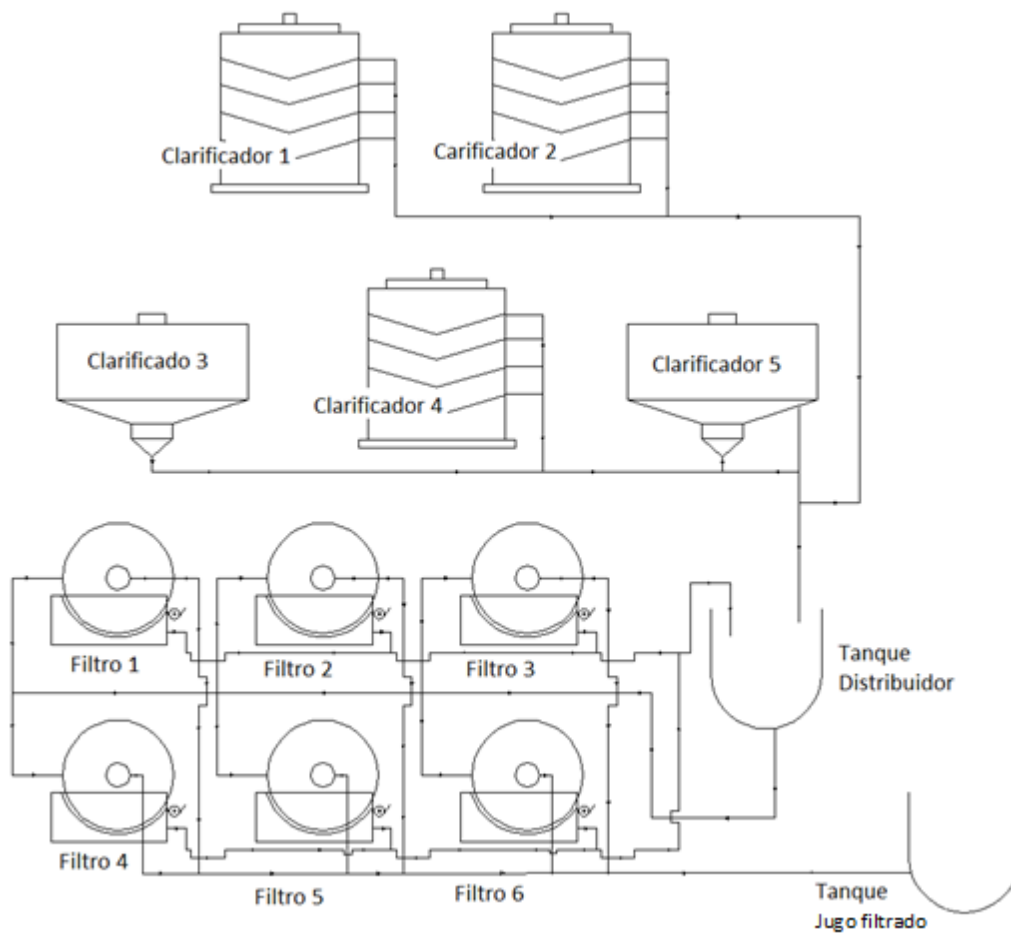 Clarificador 1
Carificador 2
Clarificado 3
Clarificador 4
Clarificador 5
Filtro 1
Filtro 2
Filtro 3
Tanque
Distribuidor
Filtro 4
Filtro 5
Filtro 6
Tanque
Jugo filtrado